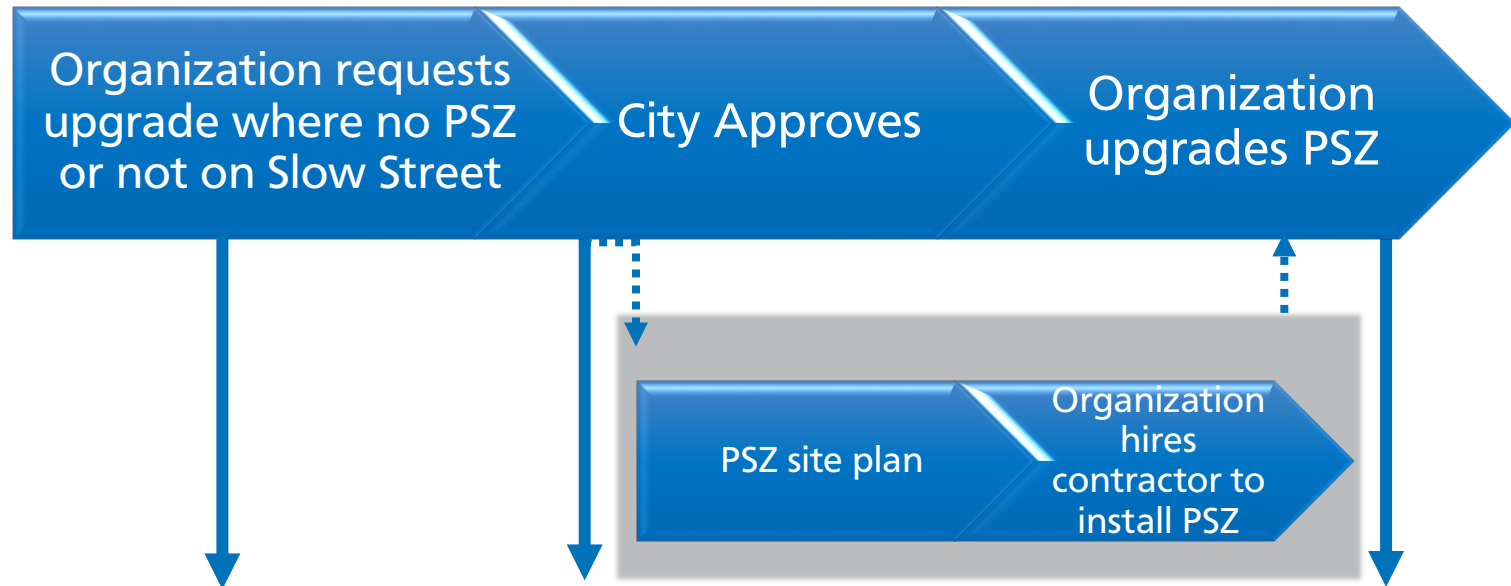 Organization requests
upgrade where no PSZ
or not on Slow Street
City Approves
Organization
upgrades PSZ
PSZ site plan
Organization
hires
contractor to
install PSZ